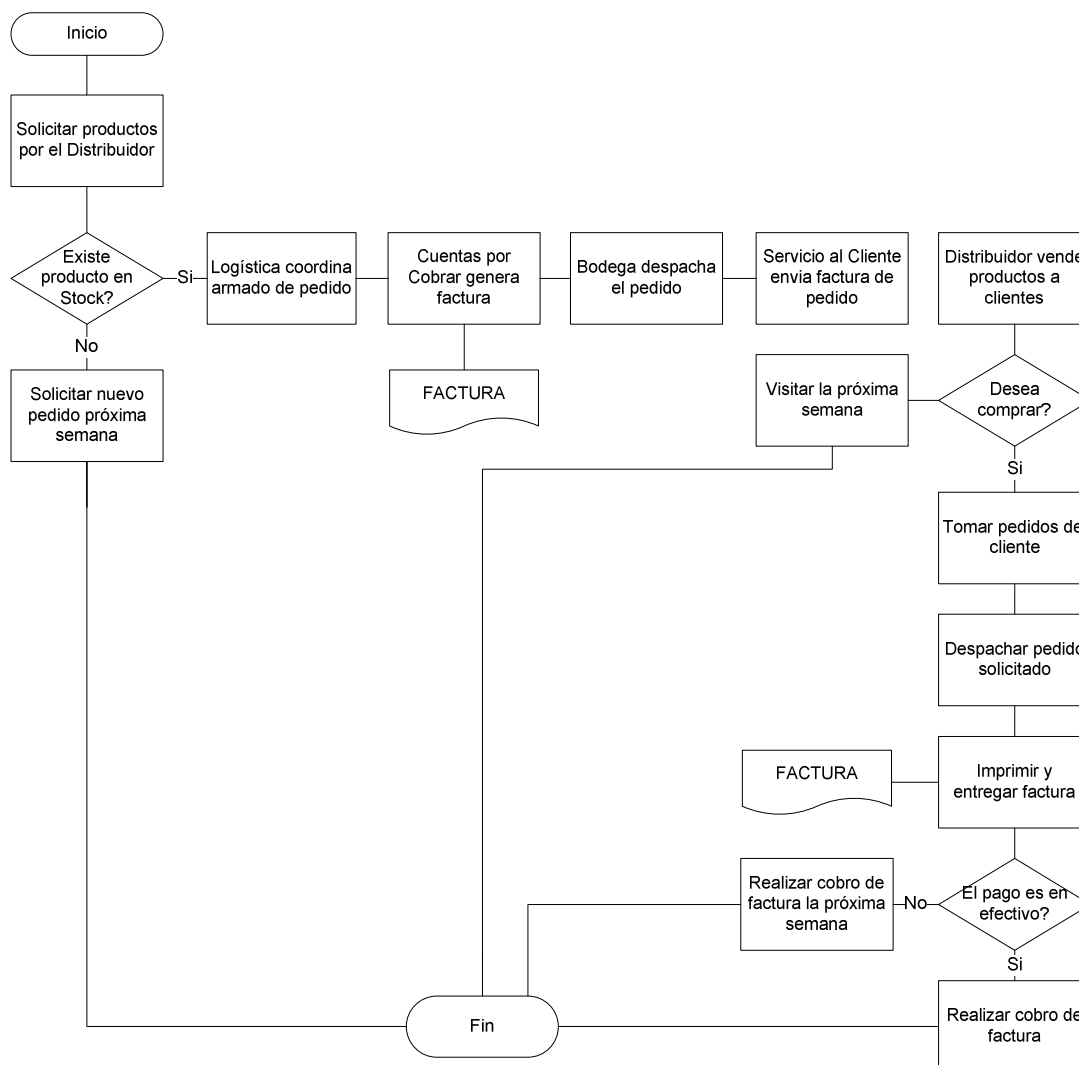 Inicio
Solicitar productos
por el Distribuidor
Existe
producto en
Stock?
Si
Logística coordina
armado de pedido
Cuentas por
Cobrar genera
factura
Bodega despacha
el pedido
Servicio al Cliente
envia factura de
pedido
Distribuidor vende
productos a
clientes
No
Solicitar nuevo
pedido próxima
semana
FACTURA
Visitar la próxima
semana
Desea
comprar?
Si
Tomar pedidos de
cliente
Despachar pedido
solicitado
FACTURA
Imprimir y
entregar factura
Realizar cobro de
factura la próxima
semana
No
El pago es en
efectivo?
Si
Realizar cobro de
factura
Fin